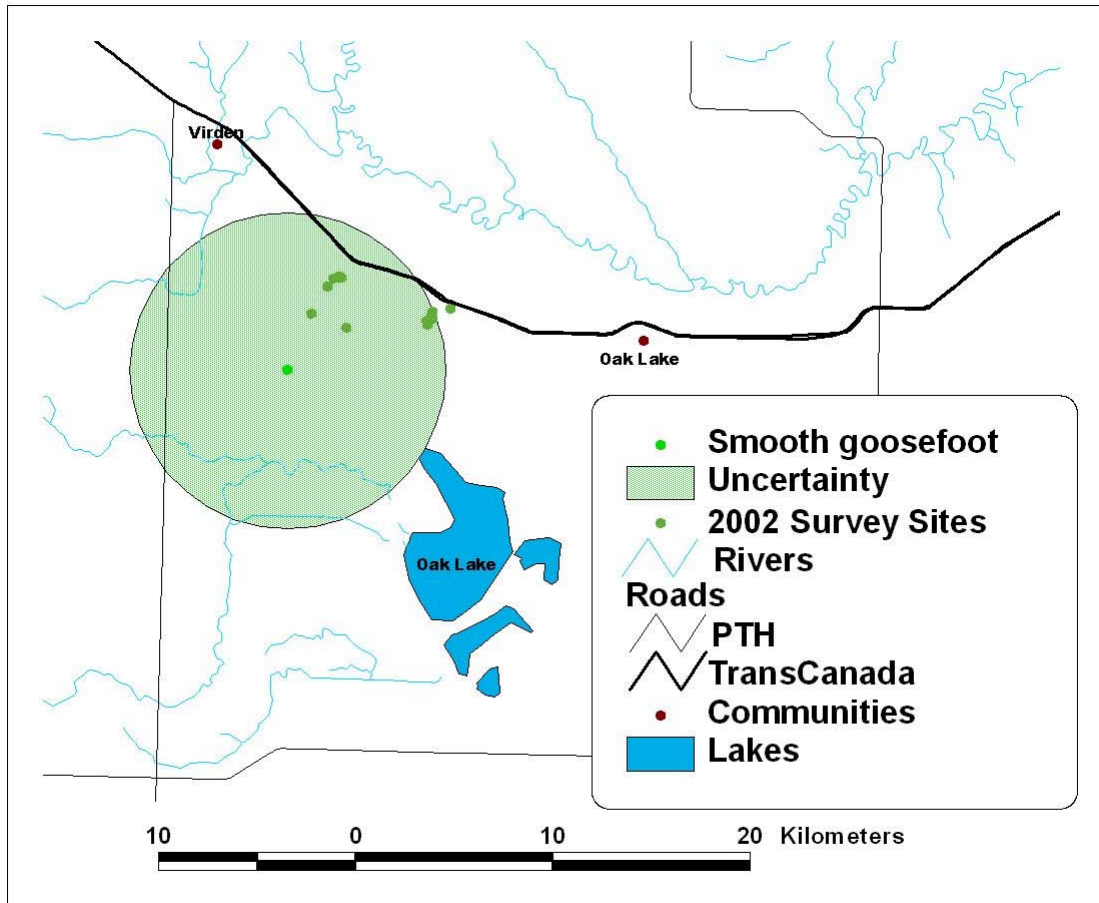 Virden
Oak Lake
Oak Lake
Smooth goosefoot
Uncertainty
2002 Survey Sites
Rivers
Roads
PTH
TransCanada
Communities
Lakes
10 0 10 20 Kilometers